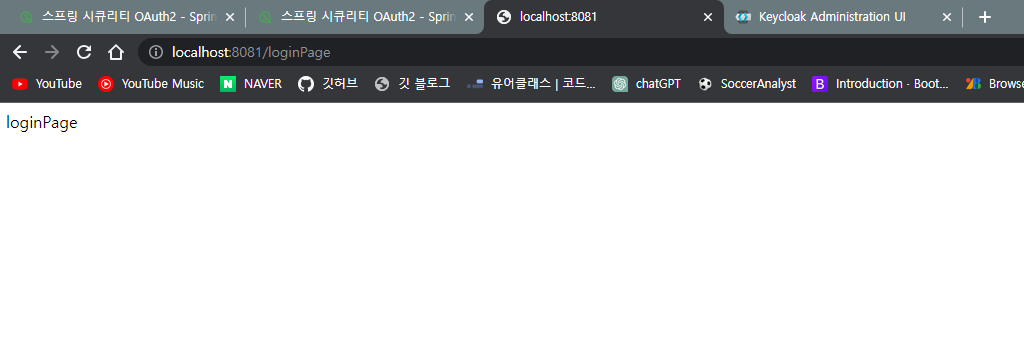 스프링 시큐리티 OAuth2 - Sprin
스프링 시큐리티 OAuth2 - Sprin
localhost:8081
Keycloak Administration UI
localhost:8081/loginPage
YouTube
YouTube Music
NAVER
깃허브
깃 블로그
유어클래스 | 코드...
chatGPT
SoccerAnalyst
Introduction · Boot...
Browse
loginPage